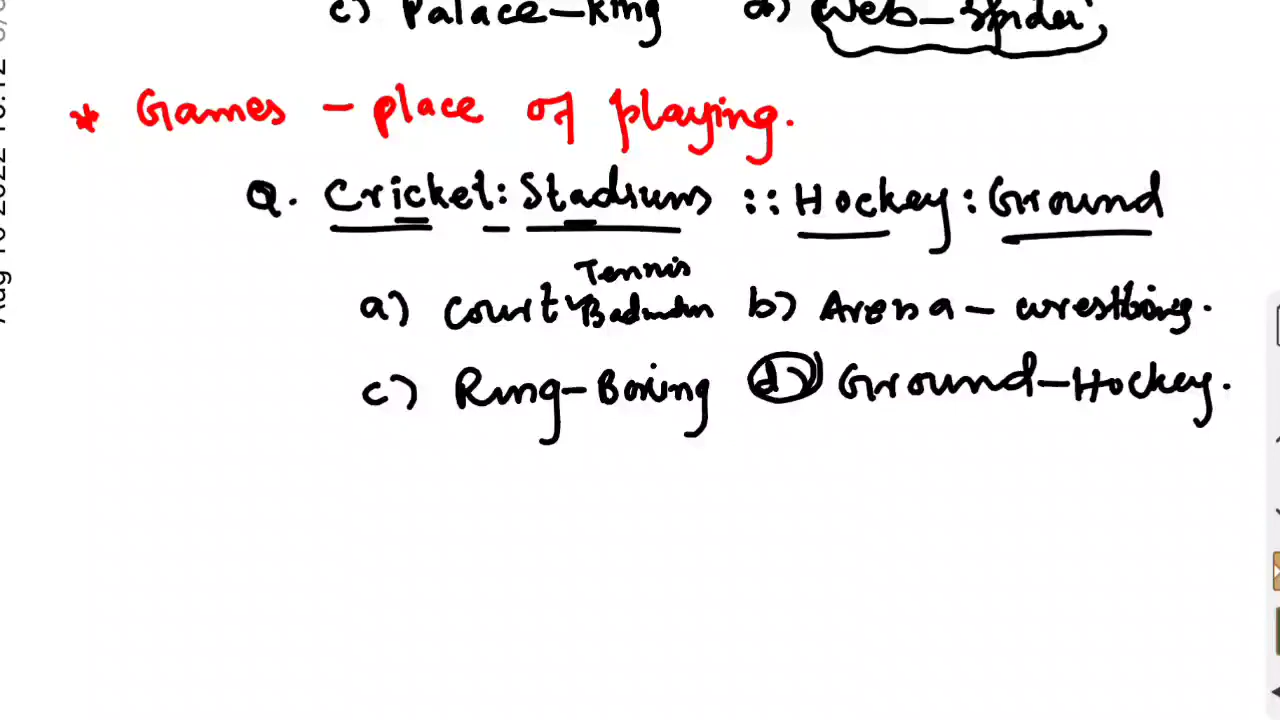 c) Palace-King d) Web-Spider.
* Games - place of playing.
Q. Cricket: Stadium :: Hockey: Ground
Tennis
a) Court Badminton b) Arena - wrestling.
c) Ring-Boxing d) Ground-Hockey.